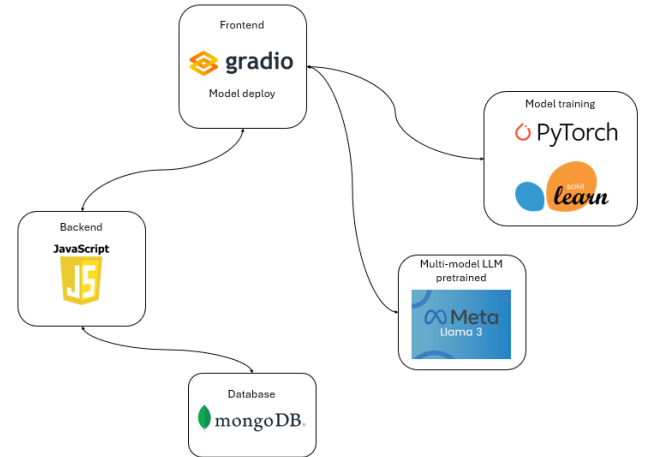 Frontend
gradio
Model deploy
Model training
PyTorch
scikit
learn
Backend
JavaScript
JS
Multi-model LLM
pretrained
Meta
Llama 3
Database
mongoDB.